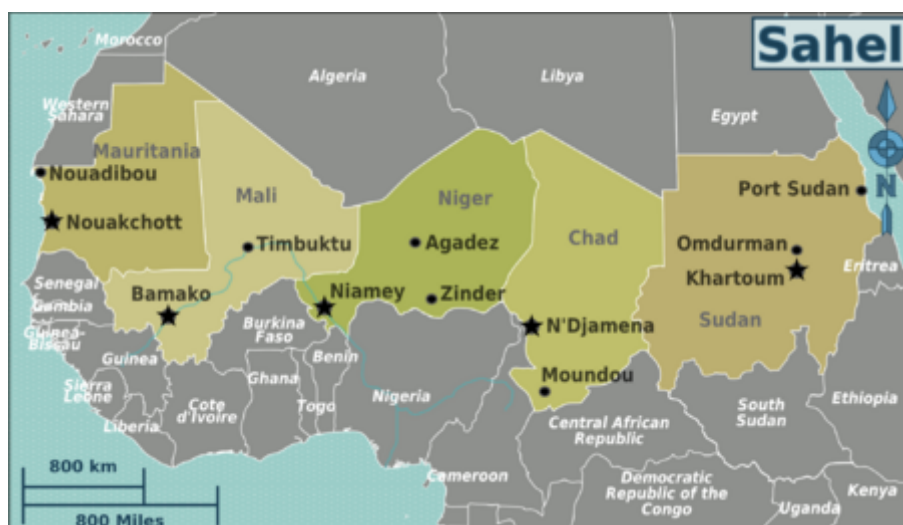 Sahel
Morocco
Algeria
Libya
Egypt
Western
Sahara
Mauritania
Nouadibou
Mali
Niger
Port Sudan
N
Nouakchott
Timbuktu
Agadez
Chad
Omdurman
Khartoum
Eritrea
Senegal
Gambia
Bamako
Niamey
Zinder
Sudan
Guinea-
Bissau
Guinea
Burkina
Faso
Benin
N'Djamena
Sierra
Leone
Liberia
Cote
d'Ivoire
Ghana
Togo
Nigeria
Moundou
Central African
Republic
South
Sudan
Ethiopia
Cameroon
Democratic
Republic of the
Congo
Uganda
Kenya
800 km
800 Miles